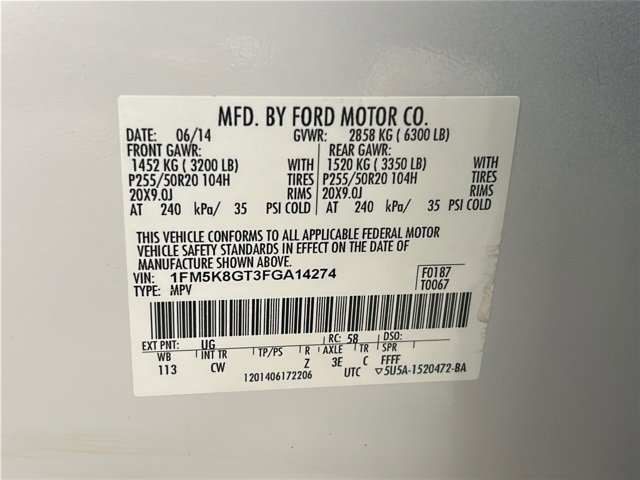 MFD. BY FORD MOTOR CO.
DATE: 06/14 GVWR: 2858 KG ( 6300 LB)
FRONT GAWR: REAR GAWR:
1452 KG ( 3200 LB) WITH 1520 KG ( 3350 LB) WITH
P255/50R20 104H TIRES P255/50R20 104H TIRES
20X9.0J RIMS 20X9.0J RIMS
AT 240 kPa/ 35 PSI COLD AT 240 kPa/ 35 PSI COLD
THIS VEHICLE CONFORMS TO ALL APPLICABLE FEDERAL MOTOR
VEHICLE SAFETY STANDARDS IN EFFECT ON THE DATE OF
MANUFACTURE SHOWN ABOVE.
VIN: 1FM5K8GT3FGA14274 F0187
TYPE: MPV T0067
EXT PNT: UG RC: 58 DSO:
WB INT TR TP/PS R AXLE TR SPR
113 CW Z 3E C FFFF
1201406172206 UTC ▽5U5A-1520472-BA